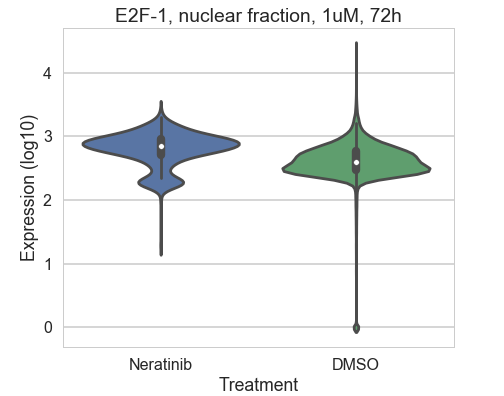 E2F-1, nuclear fraction, 1uM, 72h
Expression (log10)
4
3
2
1
0
Neratinib
DMSO
Treatment